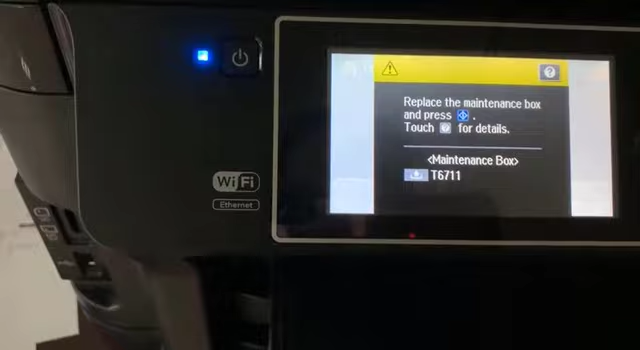 Replace the maintenance box
and press .
Touch ? for details.
<Maintenance Box>
T6711
WiFi
Ethernet